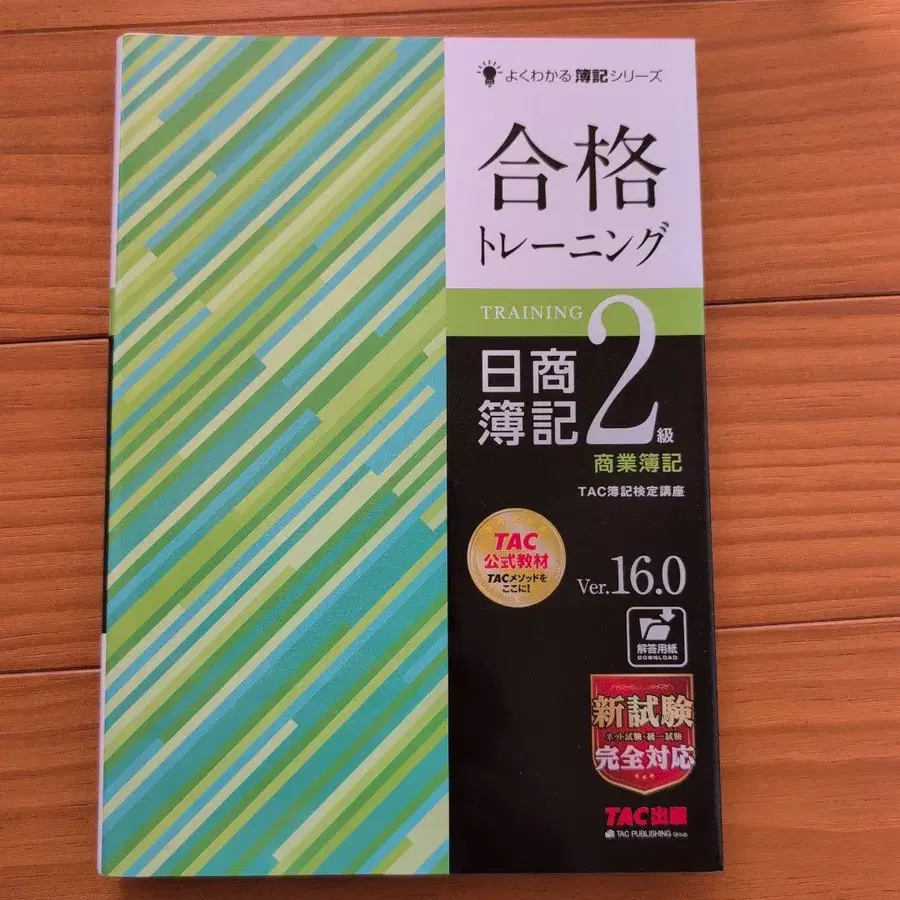 よくわかる簿記シリーズ
合格
トレーニング
TRAINING
日商
簿記
2級
商業簿記
TAC簿記検定講座
TAC
公式教材
TACメソッドを
ここに!
Ver.16.0
解答用紙
DOWNLOAD
新試験
ネット試験・統一試験
完全対応
TAC出版
TAC PUBLISHING Group